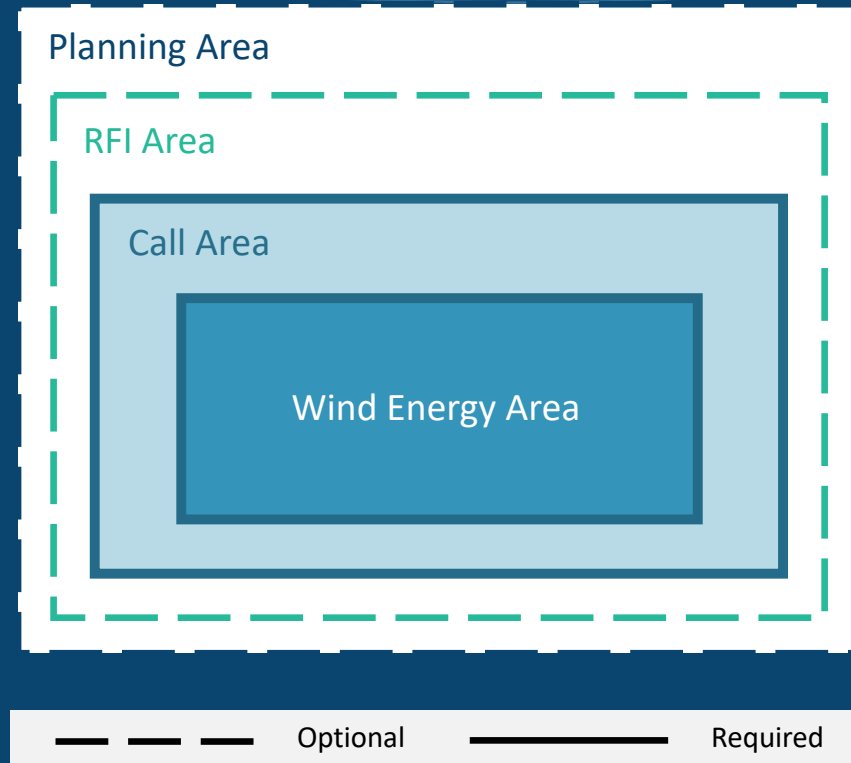 Planning Area
RFI Area
Call Area
Wind Energy Area
Optional Required